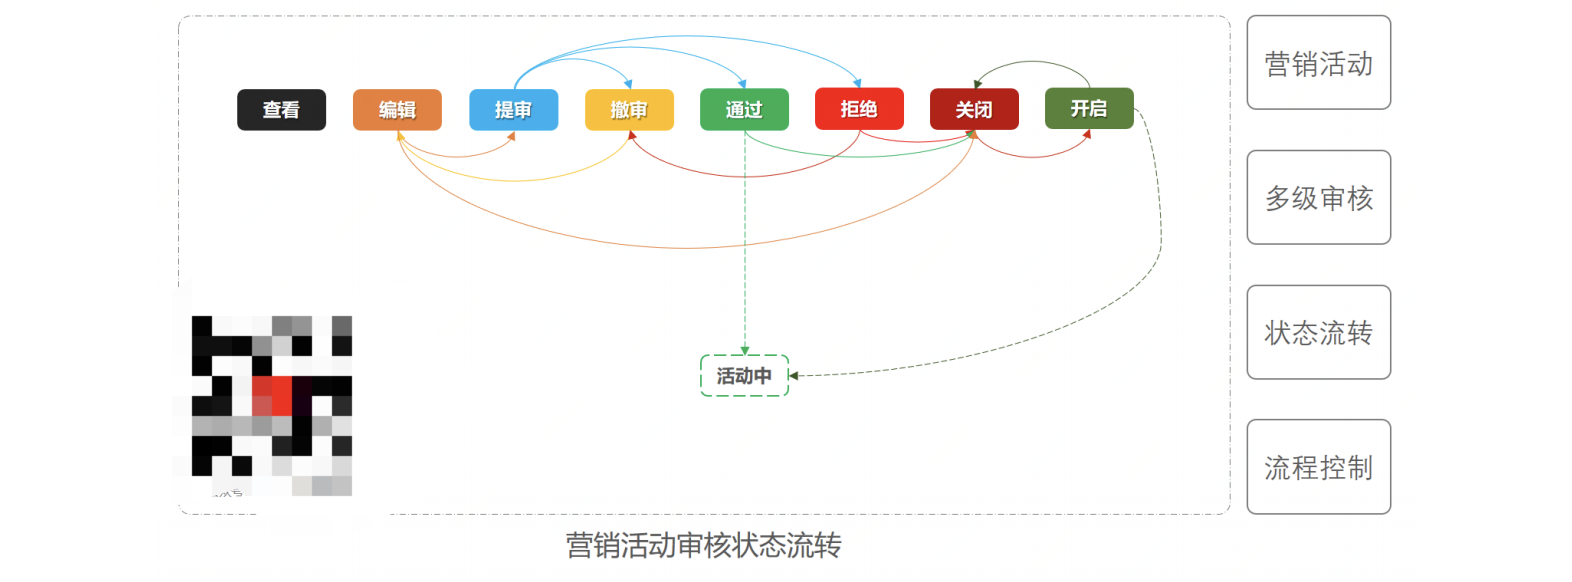 查看
编辑
提审
撤审
通过
拒绝
关闭
开启
活动中
营销活动
多级审核
状态流转
流程控制
营销活动审核状态流转